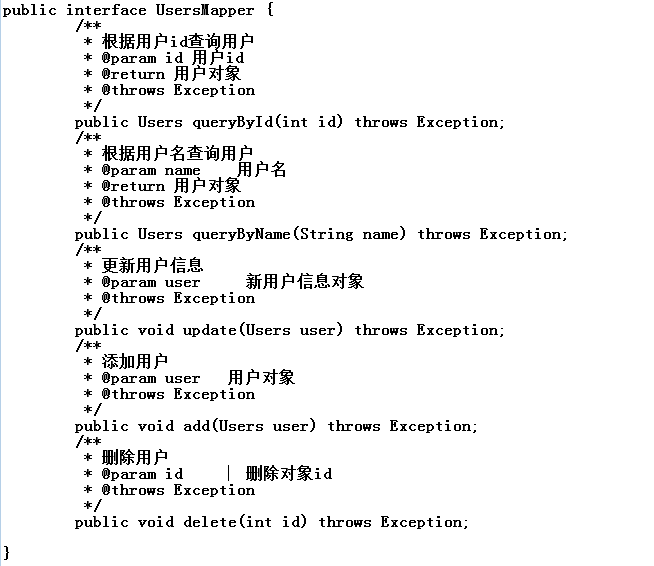 public interface UsersMapper {
/**
* 根据用户id查询用户
* @param id 用户id
* @return 用户对象
* @throws Exception
*/
public Users queryById(int id) throws Exception;
/**
* 根据用户名查询用户
* @param name 用户名
* @return 用户对象
* @throws Exception
*/
public Users queryByName(String name) throws Exception;
/**
* 更新用户信息
* @param user 新用户信息对象
* @throws Exception
*/
public void update(Users user) throws Exception;
/**
* 添加用户
* @param user 用户对象
* @throws Exception
*/
public void add(Users user) throws Exception;
/**
* 删除用户
* @param id 删除对象id
* @throws Exception
*/
public void delete(int id) throws Exception;
}